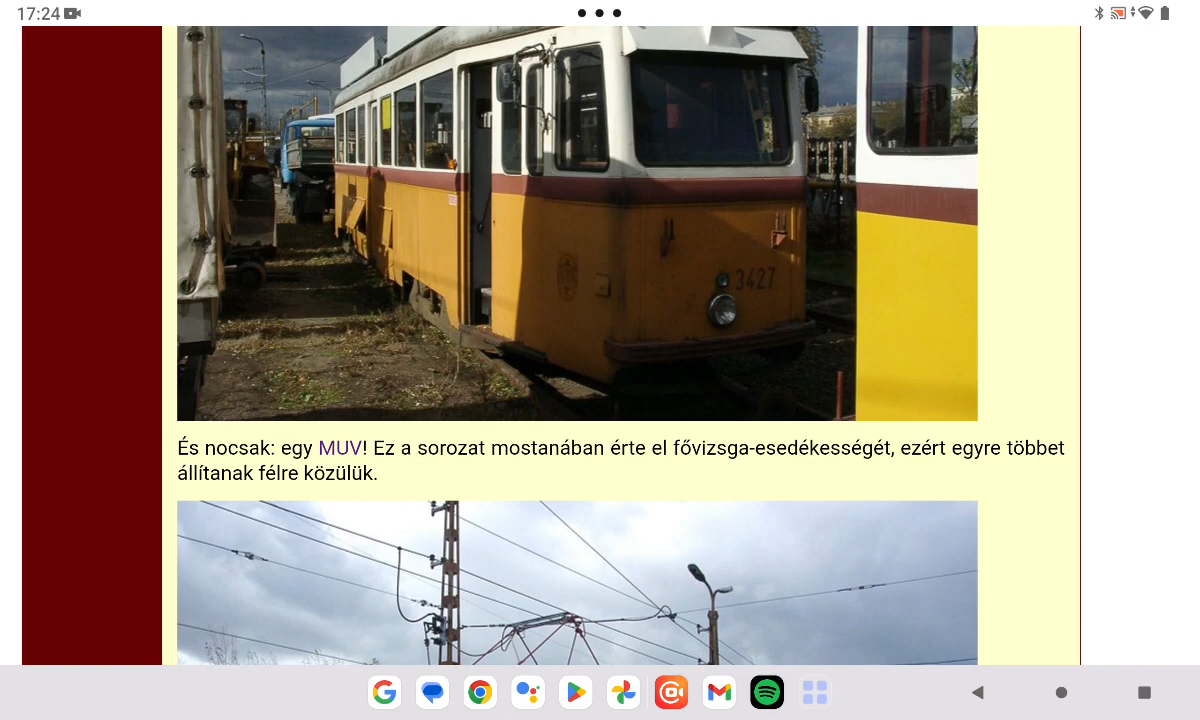 17:24
3427
És nocsak: egy MUV! Ez a sorozat mostanában érte el fővizsga-esedékességét, ezért egyre többet
állítanak félre közülük.